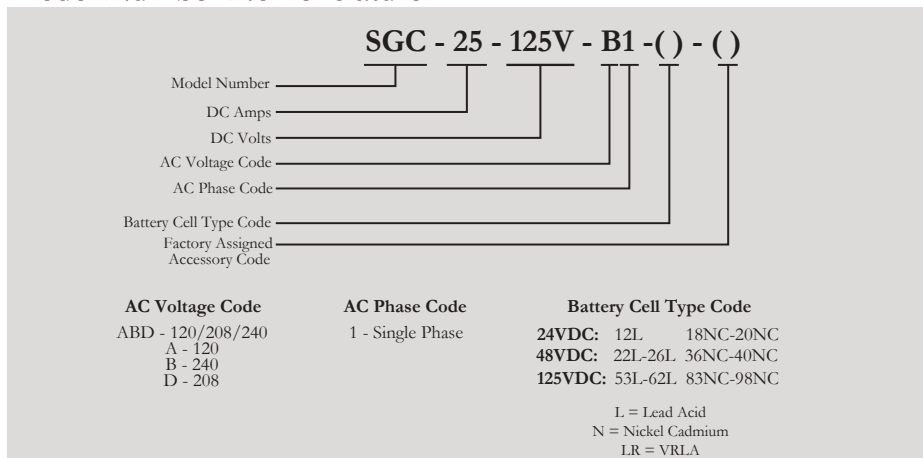 SGC - 25 - 125V - B1 -( ) - ( )
Model Number
DC Amps
DC Volts
AC Voltage Code
AC Phase Code
Battery Cell Type Code
Factory Assigned
Accessory Code
AC Voltage Code
ABD - 120/208/240
A - 120
B - 240
D - 208
AC Phase Code
1 - Single Phase
Battery Cell Type Code
24VDC: 12L 18NC-20NC
48VDC: 22L-26L 36NC-40NC
125VDC: 53L-62L 83NC-98NC
L = Lead Acid
N = Nickel Cadmium
LR = VRLA